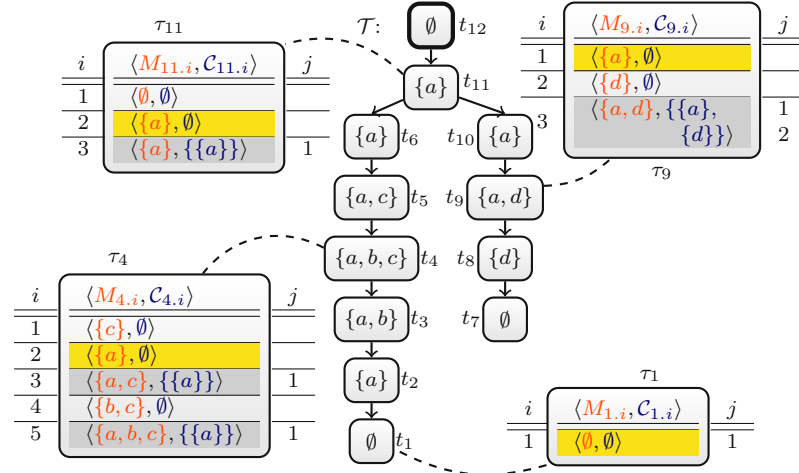 τ11
i ⟨M11.i, C11.i⟩ j
1 ⟨∅, ∅⟩
2 ⟨{a}, ∅⟩
3 ⟨{a}, {{a}}⟩ 1
T: ∅ t12
{a} t11
{a} t6
{a} t10
{a, c} t5
{a, d} t9
{a, b, c} t4
{d} t8
{a, b} t3
∅ t7
{a} t2
∅ t1
i ⟨M9.i, C9.i⟩ j
1 ⟨{a}, ∅⟩
2 ⟨{d}, ∅⟩
3 ⟨{a, d}, {{a}, 1
{d}}⟩ 2
τ9
τ4
i ⟨M4.i, C4.i⟩ j
1 ⟨{c}, ∅⟩
2 ⟨{a}, ∅⟩
3 ⟨{a, c}, {{a}}⟩ 1
4 ⟨{b, c}, ∅⟩
5 ⟨{a, b, c}, {{a}}⟩ 1
τ1
i ⟨M1.i, C1.i⟩ j
1 ⟨∅, ∅⟩ 1